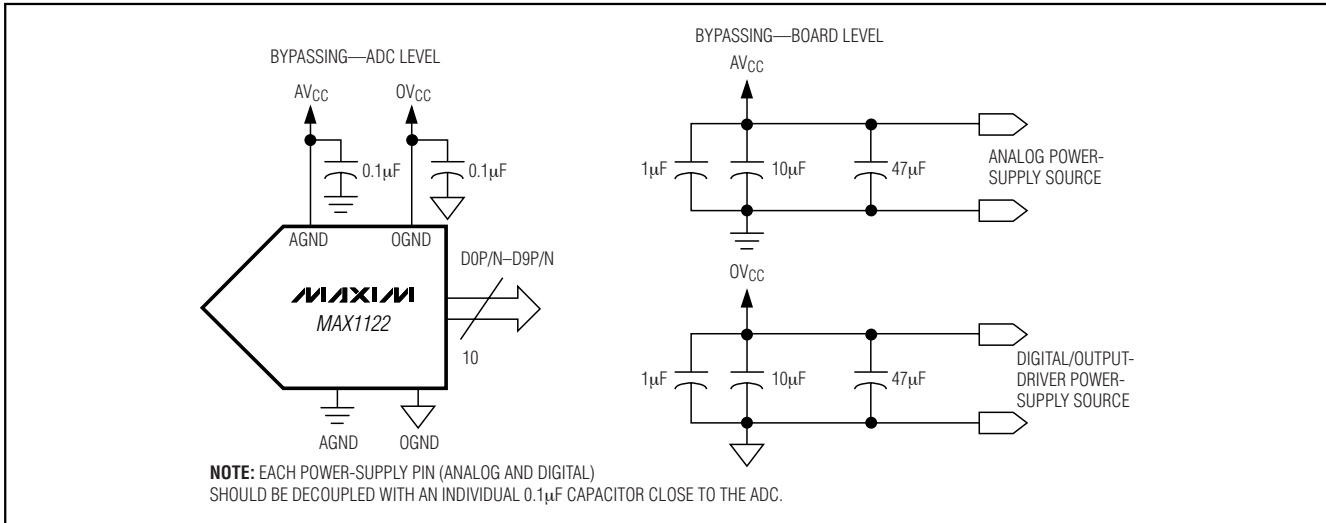 BYPASSING—ADC LEVEL
AVCC
OVCC
0.1µF
0.1µF
AGND
OGND
D0P/N–D9P/N
MAXIM
MAX1122
10
AGND
OGND
BYPASSING—BOARD LEVEL
AVCC
1µF
10µF
47µF
ANALOG POWER-
SUPPLY SOURCE
OVCC
1µF
10µF
47µF
DIGITAL/OUTPUT-
DRIVER POWER-
SUPPLY SOURCE
NOTE: EACH POWER-SUPPLY PIN (ANALOG AND DIGITAL)
SHOULD BE DECOUPLED WITH AN INDIVIDUAL 0.1µF CAPACITOR CLOSE TO THE ADC.